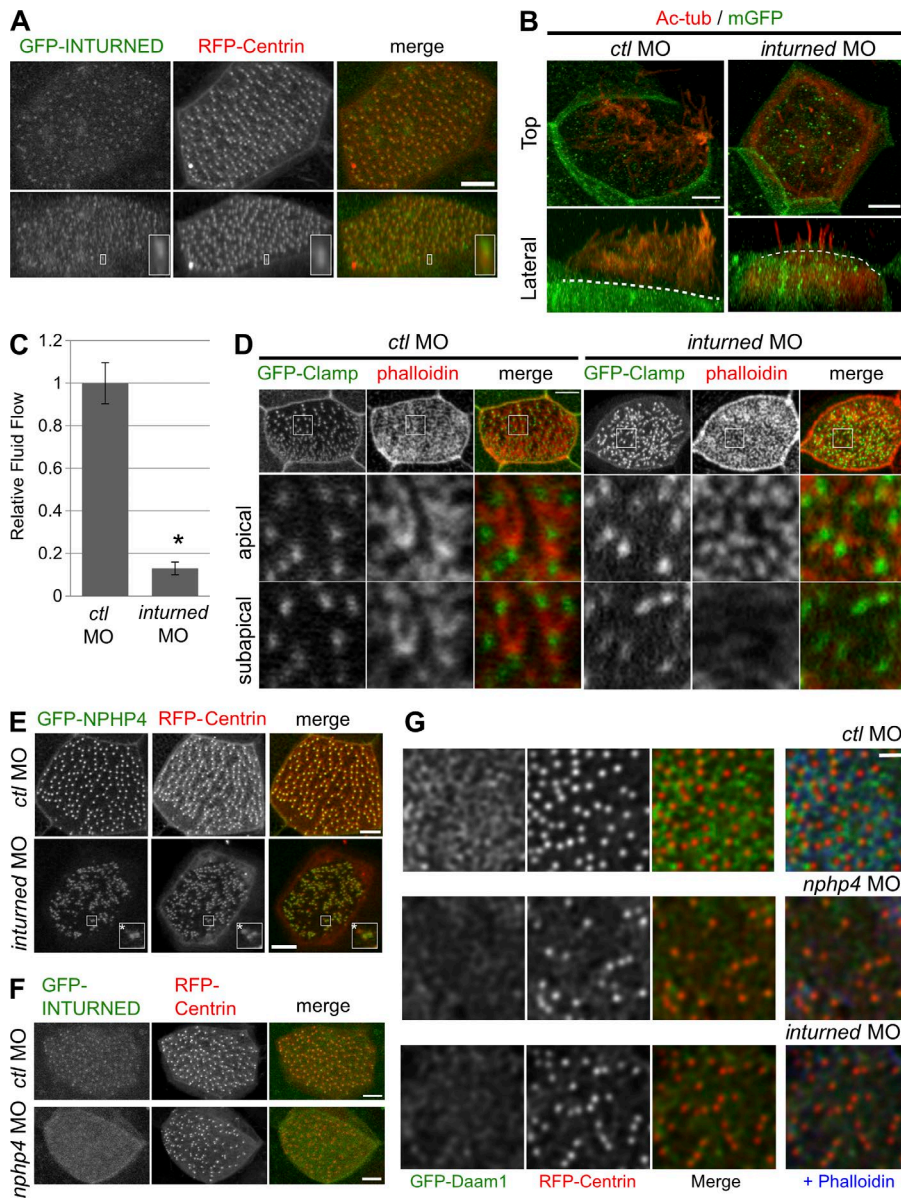 A
GFP-INTURNED RFP-Centrin merge
B
Ac-tub / mGFP
ctl MO inturned MO
Top
Lateral
C
Relative Fluid Flow
1.2
1
0.8
0.6
0.4
0.2
0
*
ctl MO
inturned MO
D
ctl MO inturned MO
GFP-Clamp phalloidin merge GFP-Clamp phalloidin merge
apical
subapical
E
GFP-NPHP4 RFP-Centrin merge
ctl MO
inturned MO
* * *
F
GFP-
INTURNED
RFP-
Centrin
merge
ctl MO
nphp4 MO
G
ctl MO
nphp4 MO
inturned MO
GFP-Daam1 RFP-Centrin Merge + Phalloidin